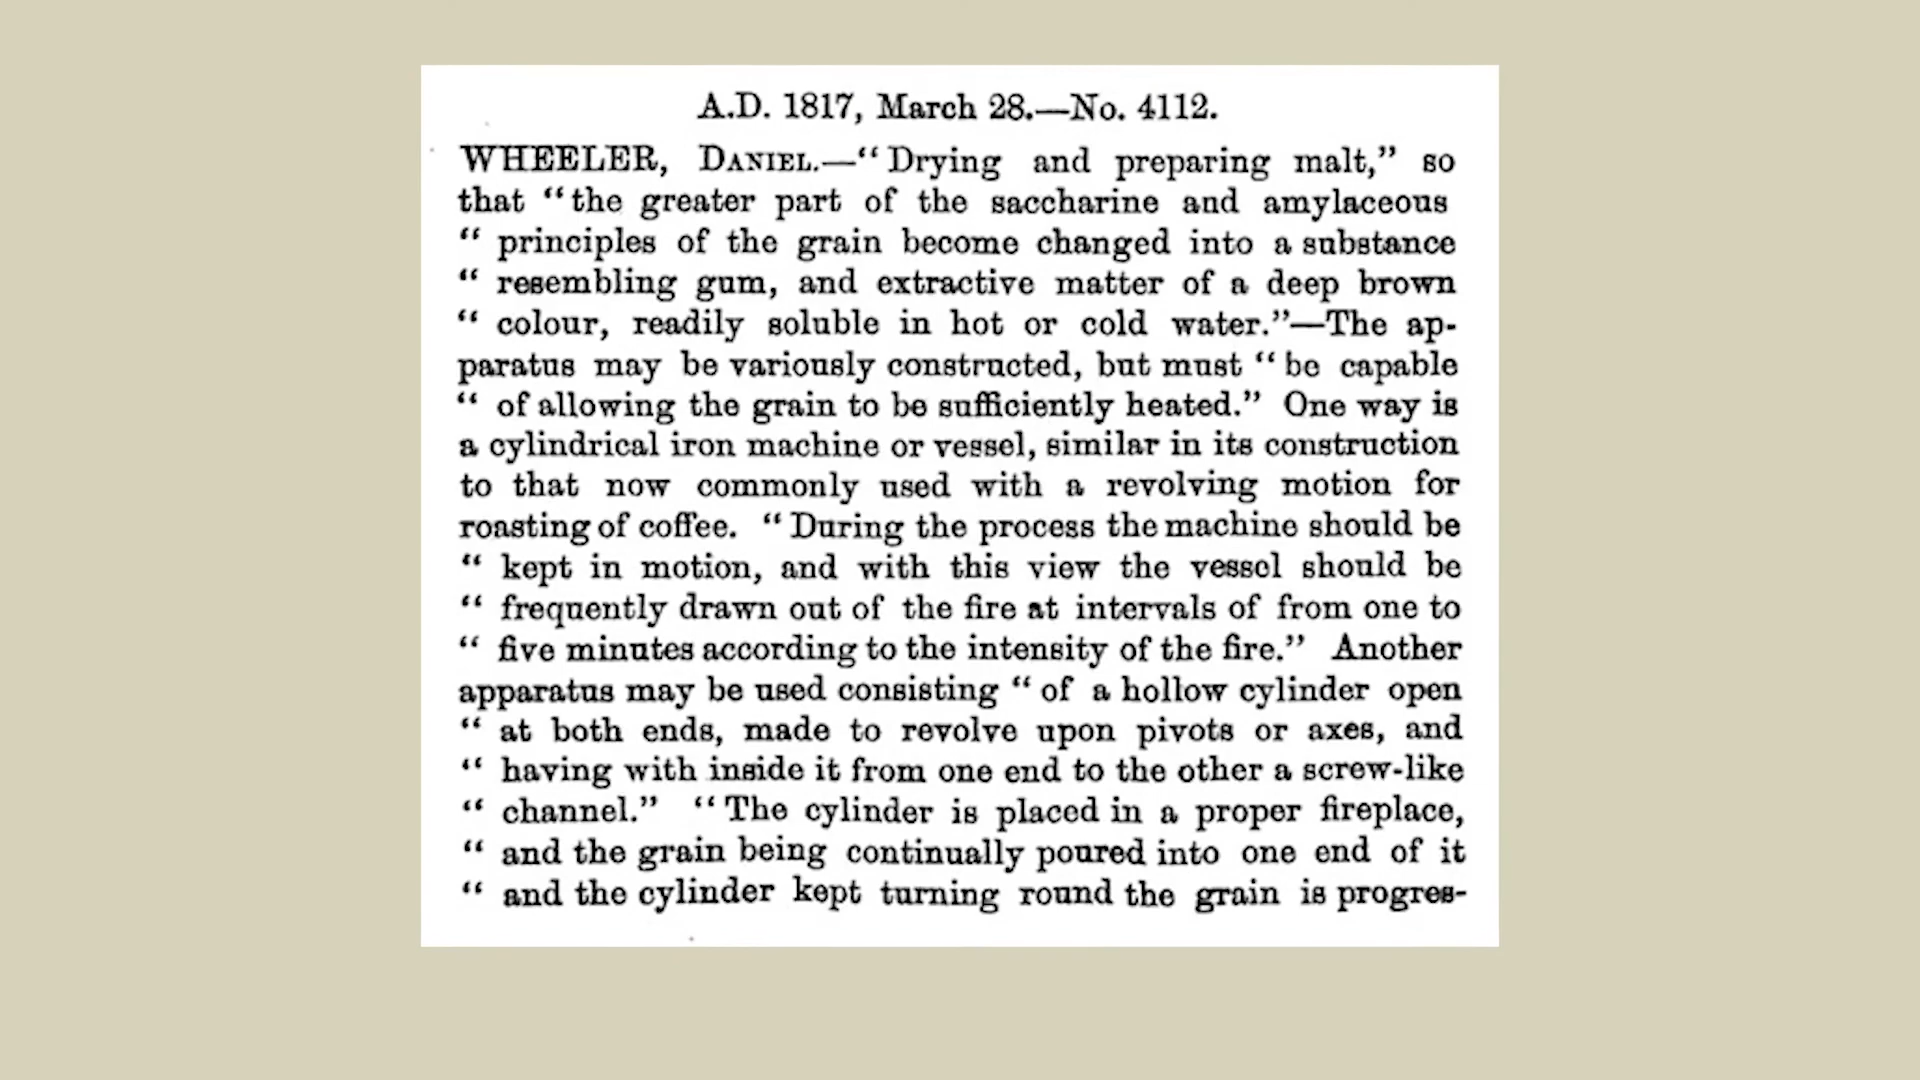 A.D. 1817, March 28.—No. 4112.
WHEELER, DANIEL.—“Drying and preparing malt,” so
that “the greater part of the saccharine and amylaceous
“ principles of the grain become changed into a substance
“ resembling gum, and extractive matter of a deep brown
“ colour, readily soluble in hot or cold water.”—The ap-
paratus may be variously constructed, but must “be capable
“ of allowing the grain to be sufficiently heated.” One way is
a cylindrical iron machine or vessel, similar in its construction
to that now commonly used with a revolving motion for
roasting of coffee. “During the process the machine should be
“ kept in motion, and with this view the vessel should be
“ frequently drawn out of the fire at intervals of from one to
“ five minutes according to the intensity of the fire.” Another
apparatus may be used consisting “of a hollow cylinder open
“ at both ends, made to revolve upon pivots or axes, and
“ having with inside it from one end to the other a screw-like
“ channel.” “The cylinder is placed in a proper fireplace,
“ and the grain being continually poured into one end of it
“ and the cylinder kept turning round the grain is progres-